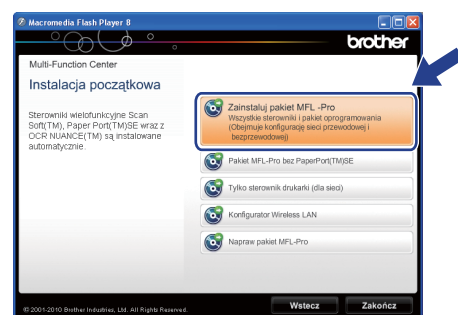 Macromedia Flash Player 8
brother
Multi-Function Center
Instalacja początkowa
Sterowniki wielofunkcyjne Scan
Soft(TM), Paper Port(TM)SE wraz z
OCR NUANCE(TM) są instalowane
automatycznie.
Zainstaluj pakiet MFL -Pro
Wszystkie sterowniki i pakiet oprogramowania
(Obejmuje konfigurację sieci przewodowej i
bezprzewodowej)
Pakiet MFL-Pro bez PaperPort(TM)SE
Tylko sterownik drukarki (dla sieci)
Konfigurator Wireless LAN
Napraw pakiet MFL-Pro
© 2001-2010 Brother Industries, Ltd. All Rights Reserved.
Wstecz
Zakończ